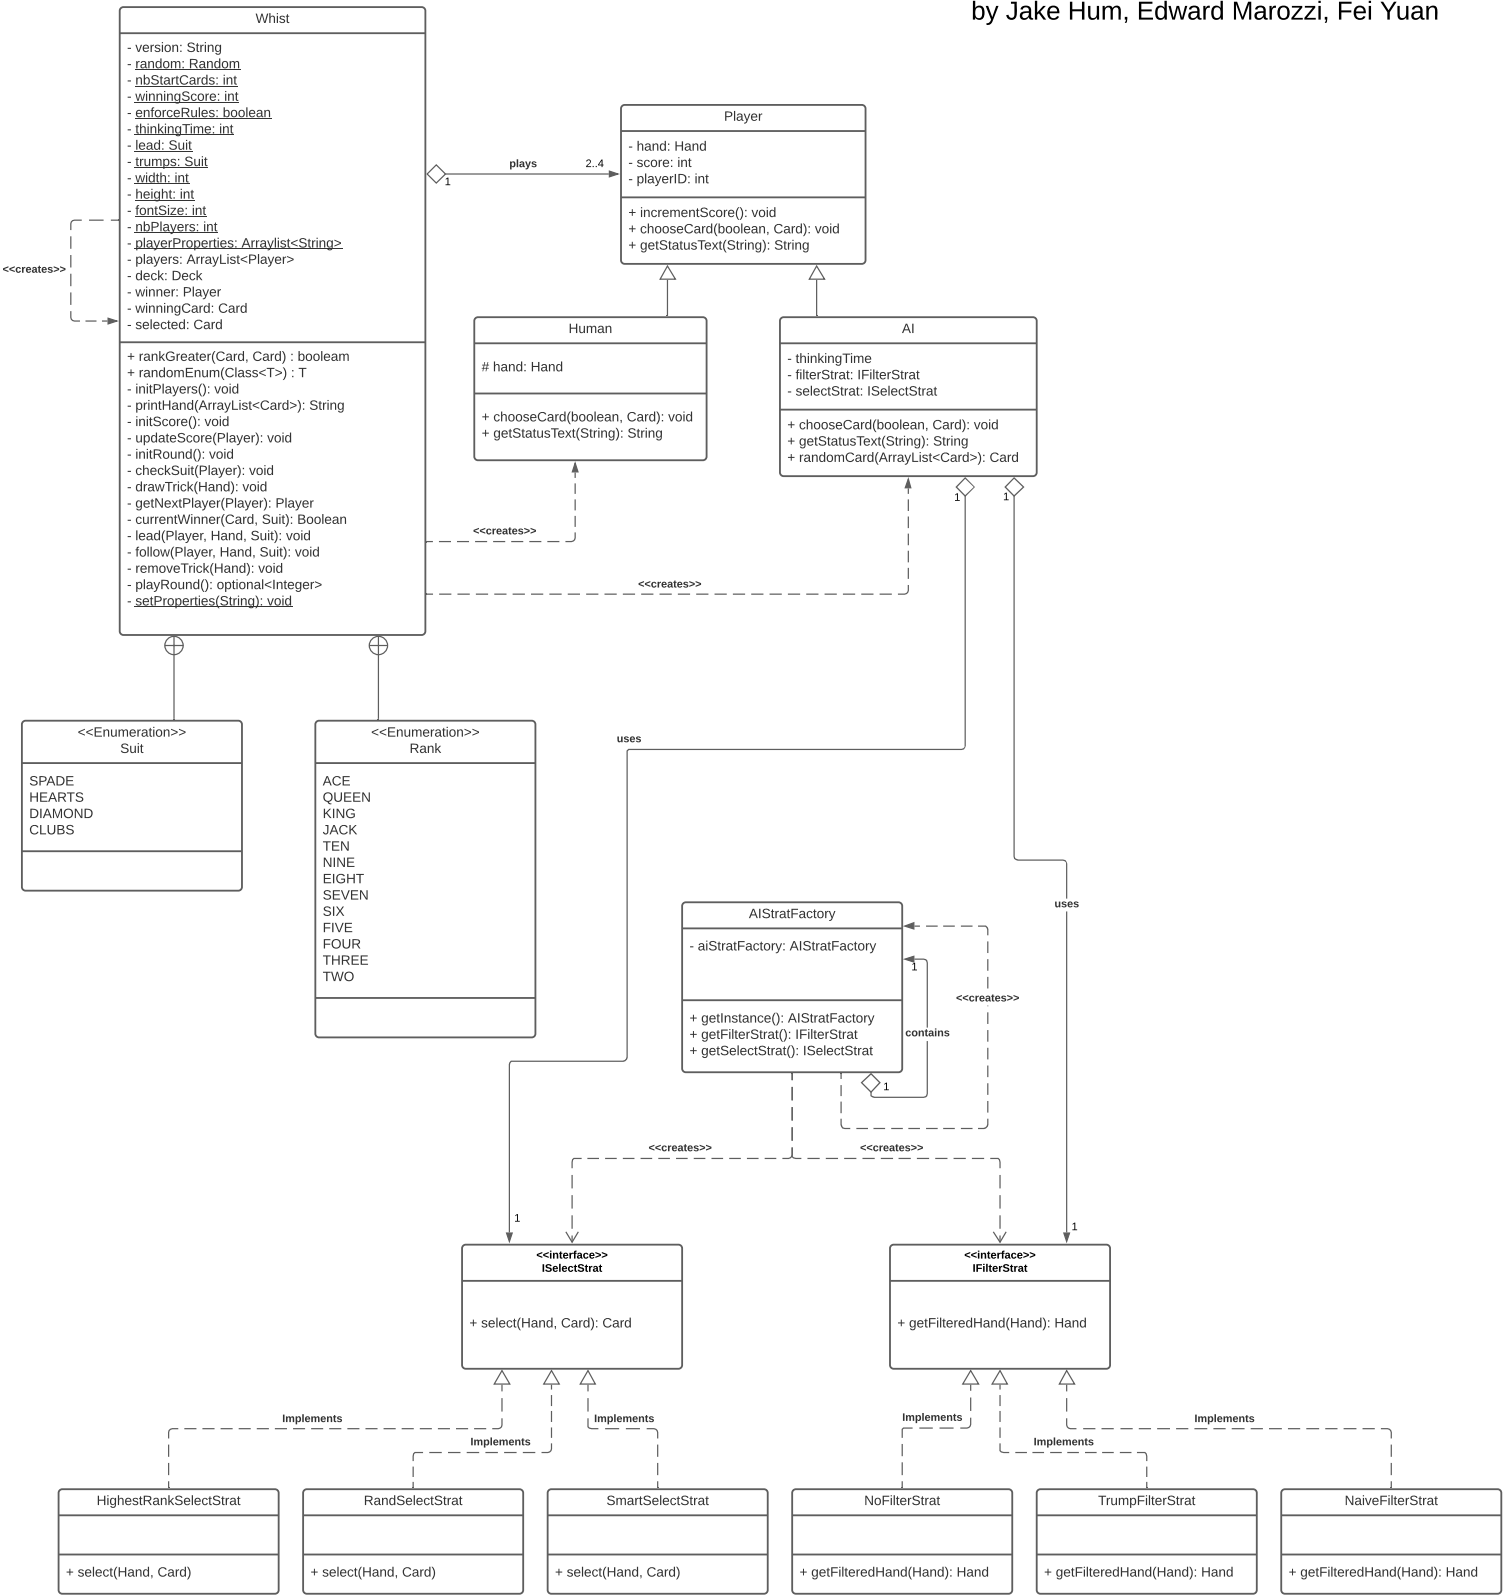 by Jake Hum, Edward Marozzi, Fei Yuan
Whist
- version: String
- random: Random
- nbStartCards: int
- winningScore: int
- enforceRules: boolean
- thinkingTime: int
- lead: Suit
- trumps: Suit
- width: int
- height: int
- fontSize: int
- nbPlayers: int
- playerProperties: Arraylist<String>
- players: ArrayList<Player>
- deck: Deck
- winner: Player
- winningCard: Card
- selected: Card
+ rankGreater(Card, Card) : booleam
+ randomEnum(Class<T>) : T
- initPlayers(): void
- printHand(ArrayList<Card>): String
- initScore(): void
- updateScore(Player): void
- initRound(): void
- checkSuit(Player): void
- drawTrick(Hand): void
- getNextPlayer(Player): Player
- currentWinner(Card, Suit): Boolean
- lead(Player, Hand, Suit): void
- follow(Player, Hand, Suit): void
- removeTrick(Hand): void
- playRound(): optional<Integer>
- setProperties(String): void
<<creates>>
1
plays
2..4
Player
- hand: Hand
- score: int
- playerID: int
+ incrementScore(): void
+ chooseCard(boolean, Card): void
+ getStatusText(String): String
Human
# hand: Hand
+ chooseCard(boolean, Card): void
+ getStatusText(String): String
AI
- thinkingTime
- filterStrat: IFilterStrat
- selectStrat: ISelectStrat
+ chooseCard(boolean, Card): void
+ getStatusText(String): String
+ randomCard(ArrayList<Card>): Card
1
1
<<creates>>
<<creates>>
<<Enumeration>>
Suit
SPADE
HEARTS
DIAMOND
CLUBS
<<Enumeration>>
Rank
ACE
QUEEN
KING
JACK
TEN
NINE
EIGHT
SEVEN
SIX
FIVE
FOUR
THREE
TWO
uses
uses
AIStratFactory
- aiStratFactory: AIStratFactory
+ getInstance(): AIStratFactory
+ getFilterStrat(): IFilterStrat
+ getSelectStrat(): ISelectStrat
1
<<creates>>
contains
1
<<creates>>
<<creates>>
1
1
<<interface>>
ISelectStrat
+ select(Hand, Card): Card
<<interface>>
IFilterStrat
+ getFilteredHand(Hand): Hand
Implements
Implements
Implements
Implements
Implements
Implements
HighestRankSelectStrat
+ select(Hand, Card)
RandSelectStrat
+ select(Hand, Card)
SmartSelectStrat
+ select(Hand, Card)
NoFilterStrat
+ getFilteredHand(Hand): Hand
TrumpFilterStrat
+ getFilteredHand(Hand): Hand
NaiveFilterStrat
+ getFilteredHand(Hand): Hand